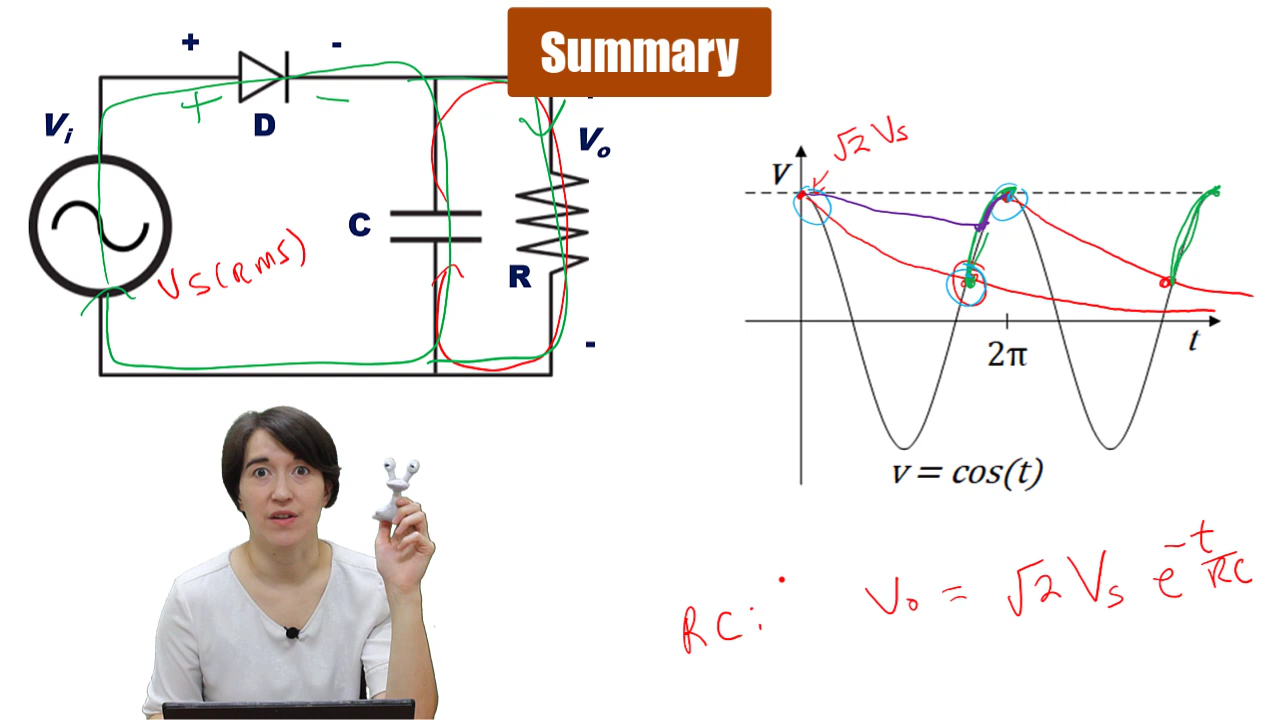 Summary
+ -
D
+ −
Vi
Vo
C
R
VS(RMS)
-
√2 Vs
V
2π
t
v = cos(t)
RC:
Vo = √2 Vs e^-t/RC